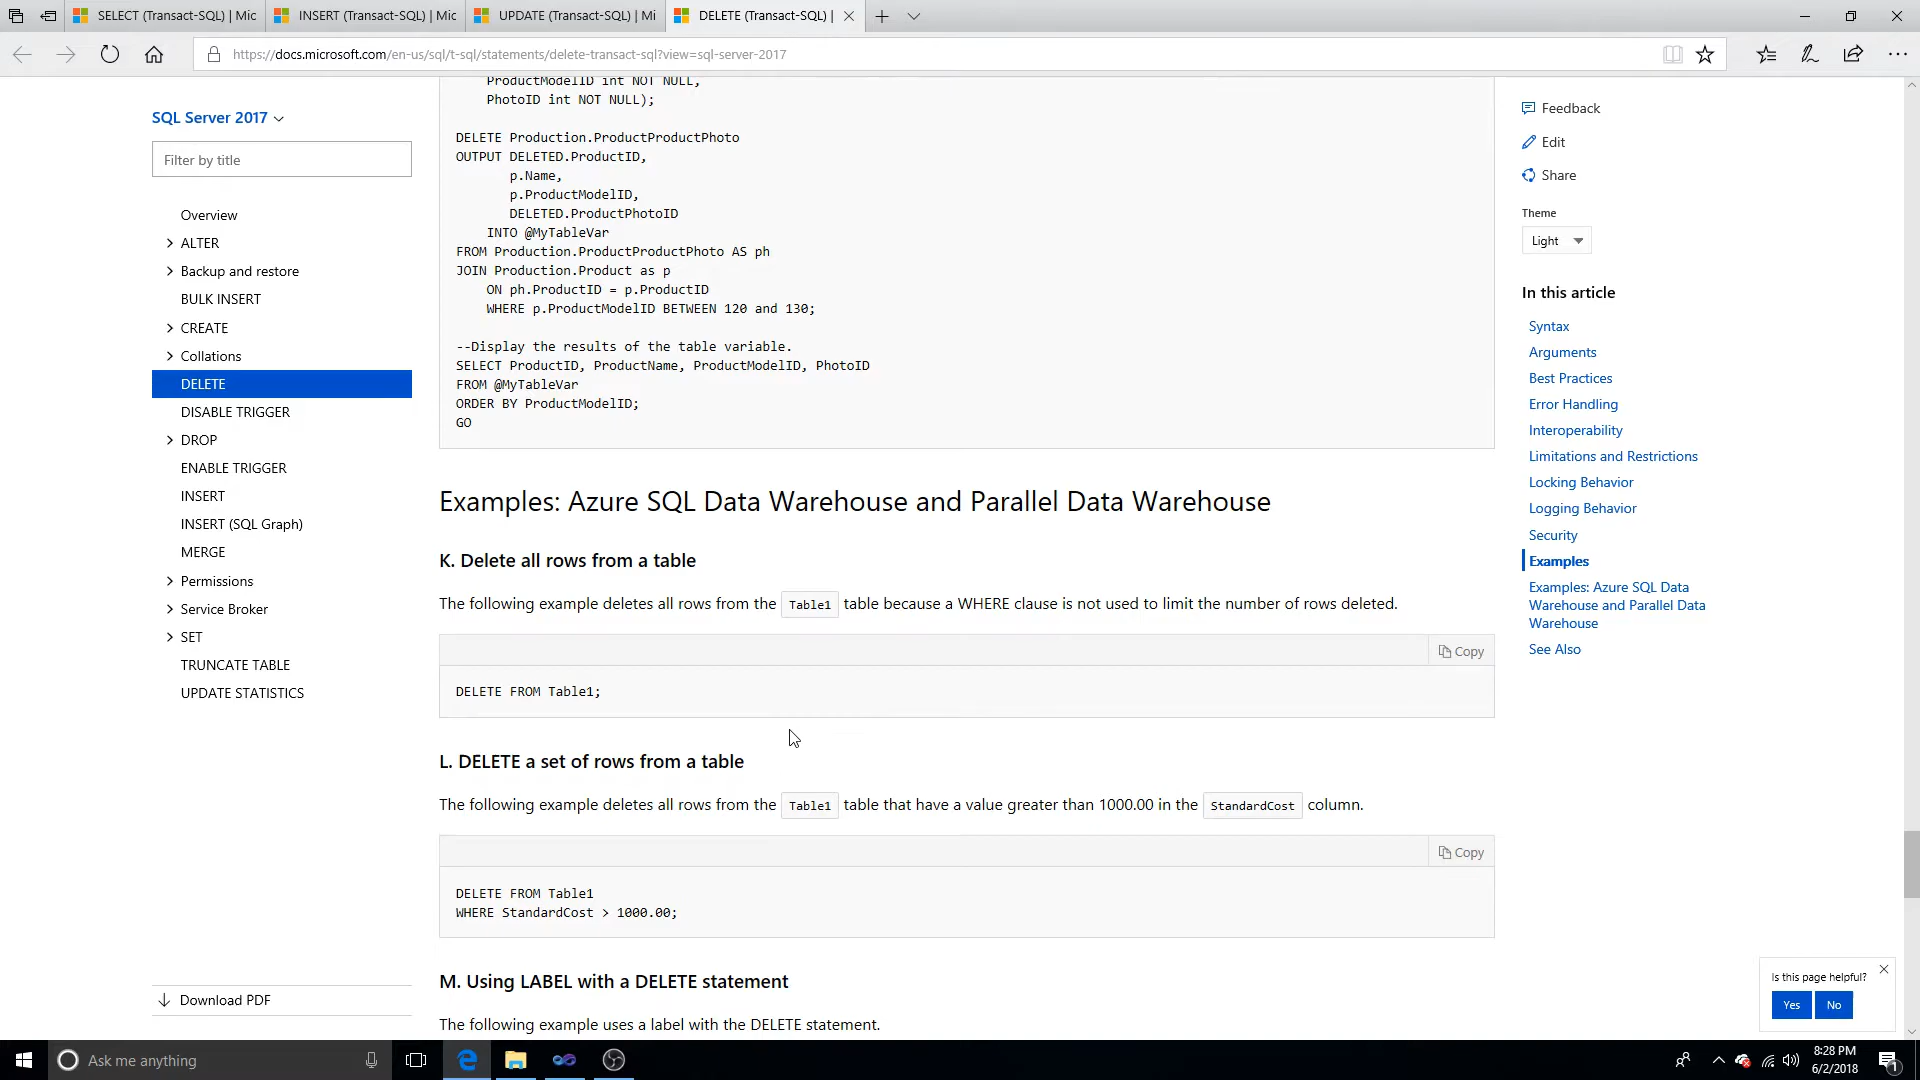 SELECT (Transact-SQL) | Mic
INSERT (Transact-SQL) | Mic
UPDATE (Transact-SQL) | Mi
DELETE (Transact-SQL) |
https://docs.microsoft.com/en-us/sql/t-sql/statements/delete-transact-sql?view=sql-server-2017
SQL Server 2017
Filter by title
Overview
ALTER
Backup and restore
BULK INSERT
CREATE
Collations
DELETE
DISABLE TRIGGER
DROP
ENABLE TRIGGER
INSERT
INSERT (SQL Graph)
MERGE
Permissions
Service Broker
SET
TRUNCATE TABLE
UPDATE STATISTICS
Download PDF
ProductModelID int NOT NULL,
PhotoID int NOT NULL);
DELETE Production.ProductProductPhoto
OUTPUT DELETED.ProductID,
p.Name,
p.ProductModelID,
DELETED.ProductPhotoID
INTO @MyTableVar
FROM Production.ProductProductPhoto AS ph
JOIN Production.Product as p
ON ph.ProductID = p.ProductID
WHERE p.ProductModelID BETWEEN 120 and 130;
--Display the results of the table variable.
SELECT ProductID, ProductName, ProductModelID, PhotoID
FROM @MyTableVar
ORDER BY ProductModelID;
GO
Examples: Azure SQL Data Warehouse and Parallel Data Warehouse
K. Delete all rows from a table
The following example deletes all rows from the Table1 table because a WHERE clause is not used to limit the number of rows deleted.
Copy
DELETE FROM Table1;
L. DELETE a set of rows from a table
The following example deletes all rows from the Table1 table that have a value greater than 1000.00 in the StandardCost column.
Copy
DELETE FROM Table1
WHERE StandardCost > 1000.00;
M. Using LABEL with a DELETE statement
The following example uses a label with the DELETE statement.
Feedback
Edit
Share
Theme
Light
In this article
Syntax
Arguments
Best Practices
Error Handling
Interoperability
Limitations and Restrictions
Locking Behavior
Logging Behavior
Security
Examples
Examples: Azure SQL Data
Warehouse and Parallel Data
Warehouse
See Also
Is this page helpful?
Yes No
Ask me anything
8:28 PM
6/2/2018
1